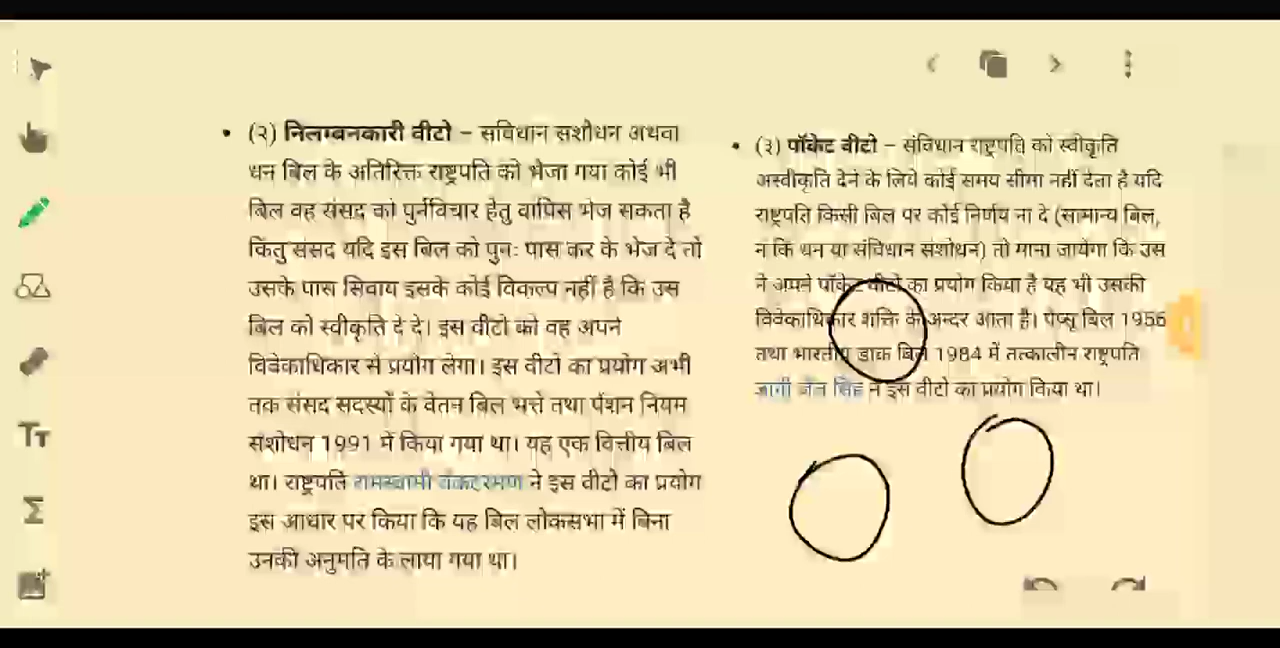 (२) निलम्बनकारी वीटो – संविधान संशोधन अथवा
धन बिल के अतिरिक्त राष्ट्रपति को भेजा गया कोई भी
बिल वह संसद को पुर्नविचार हेतु वापिस भेज सकता है
किंतु संसद यदि इस बिल को पुनः पास कर के भेज दे तो
उसके पास सिवाय इसके कोई विकल्प नहीं है कि उस
बिल को स्वीकृति दे दे। इस वीटो को वह अपने
विवेकाधिकार से प्रयोग लेगा। इस वीटो का प्रयोग अभी
तक संसद सदस्यों के वेतन बिल भत्ते तथा पेंशन नियम
संशोधन 1991 में किया गया था। यह एक वित्तीय बिल
था। राष्ट्रपति रामस्वामी वेंकटरमण ने इस वीटो का प्रयोग
इस आधार पर किया कि यह बिल लोकसभा में बिना
उनकी अनुमति के लाया गया था।
(३) पॉकेट वीटो – संविधान राष्ट्रपति को स्वीकृति
अस्वीकृति देने के लिये कोई समय सीमा नहीं देता है यदि
राष्ट्रपति किसी बिल पर कोई निर्णय ना दे (सामान्य बिल,
न कि धन या संविधान संशोधन) तो माना जायेगा कि उस
ने अपने पॉकेट वीटो का प्रयोग किया है यह भी उसकी
विवेकाधिकार शक्ति के अन्दर आता है। पेप्सू बिल 1956
तथा भारतीय डाक बिल 1984 में तत्कालीन राष्ट्रपति
ज्ञानी जैल सिंह ने इस वीटो का प्रयोग किया था।
Tт
Σ